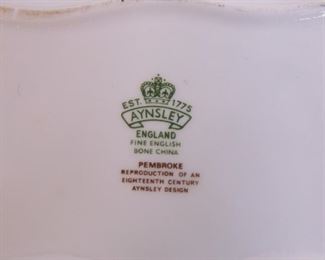 EST. 1775
AYNSLEY
ENGLAND
FINE ENGLISH
BONE CHINA
PEMBROKE
REPRODUCTION OF AN
EIGHTEENTH CENTURY
AYNSLEY DESIGN